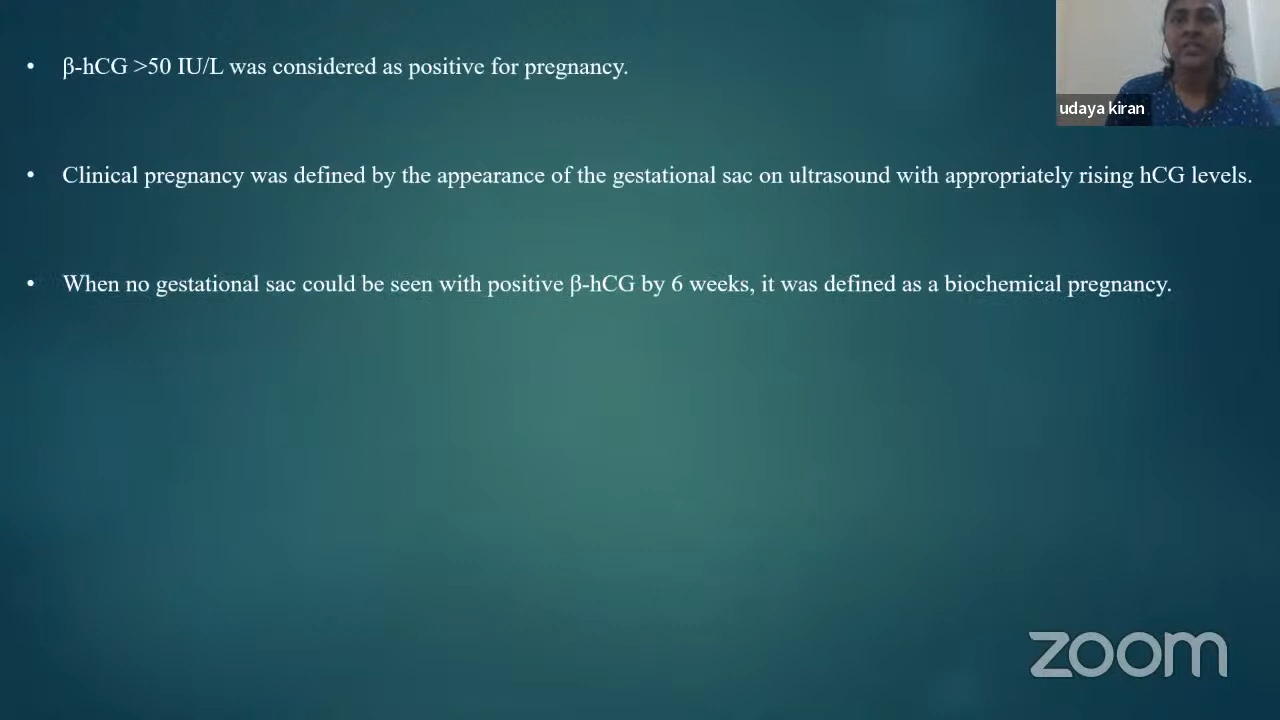 • β-hCG >50 IU/L was considered as positive for pregnancy.
udaya kiran
• Clinical pregnancy was defined by the appearance of the gestational sac on ultrasound with appropriately rising hCG levels.
• When no gestational sac could be seen with positive β-hCG by 6 weeks, it was defined as a biochemical pregnancy.
zoom